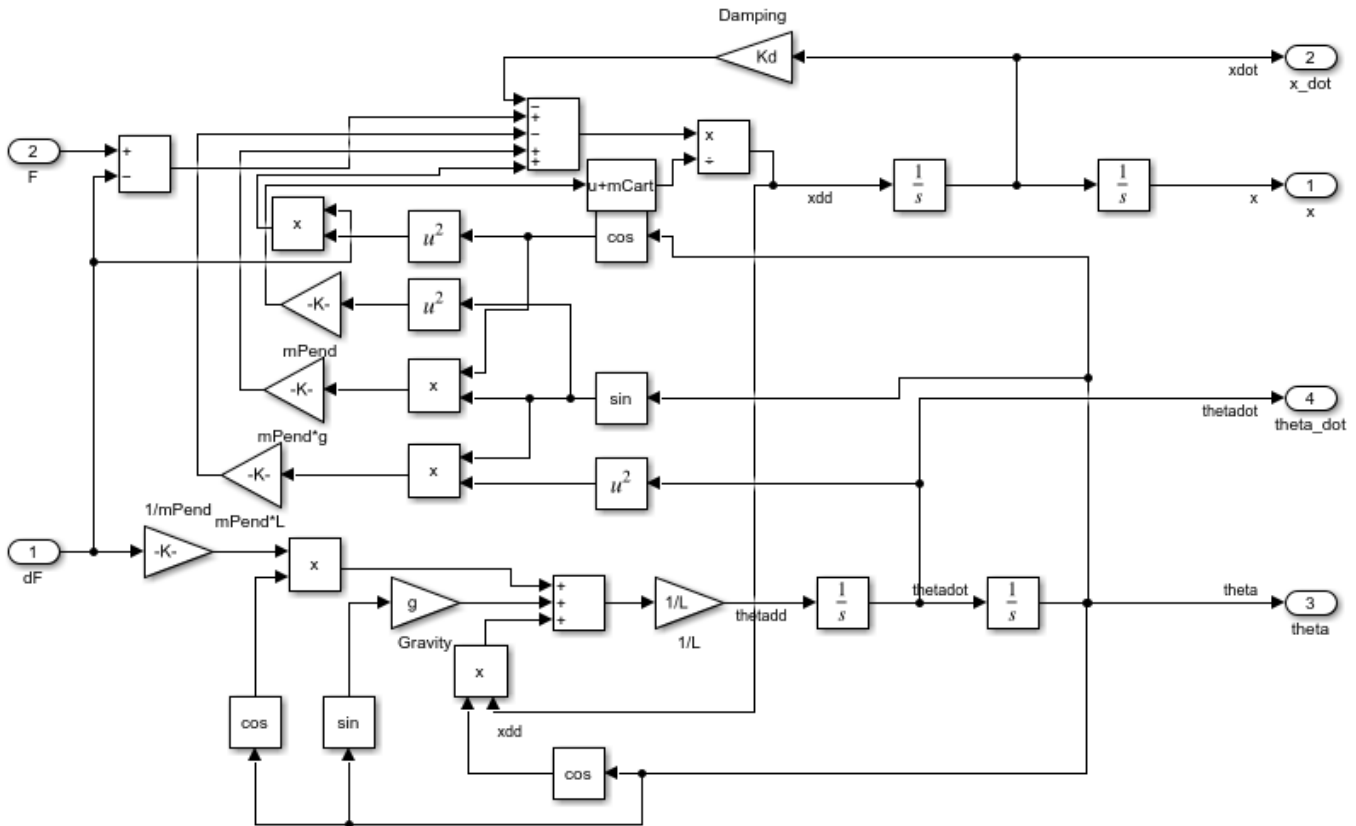 Damping
Kd
xdot
2
x_dot
−
+
−
+
+
2
F
+
−
x
÷
u+mCart
xdd
1
s
1
s
x
1
x
x
u²
cos
-K-
u²
mPend
-K-
x
sin
thetadot
4
theta_dot
mPend*g
-K-
x
u²
1/mPend
mPend*L
1
dF
-K-
x
g
Gravity
+
+
+
1/L
1/L
thetadd
1
s
thetadot
1
s
theta
3
theta
x
cos
sin
xdd
cos